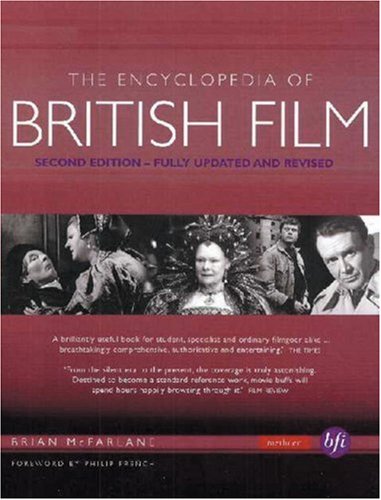 THE ENCYCLOPEDIA OF
BRITISH FILM
SECOND EDITION – FULLY UPDATED AND REVISED
A brilliantly useful book for student, specialist and ordinary filmgoer alike ...
breathtakingly comprehensive, authoritative and entertaining." THE TIMES
"From the silent era to the present, the coverage is truly astonishing.
Destined to become a standard reference work, movie buffs will
spend hours happily browsing through it." FILM REVIEW
BRIAN McFARLANE
methuen
bfi
FOREWORD BY PHILIP FRENCH